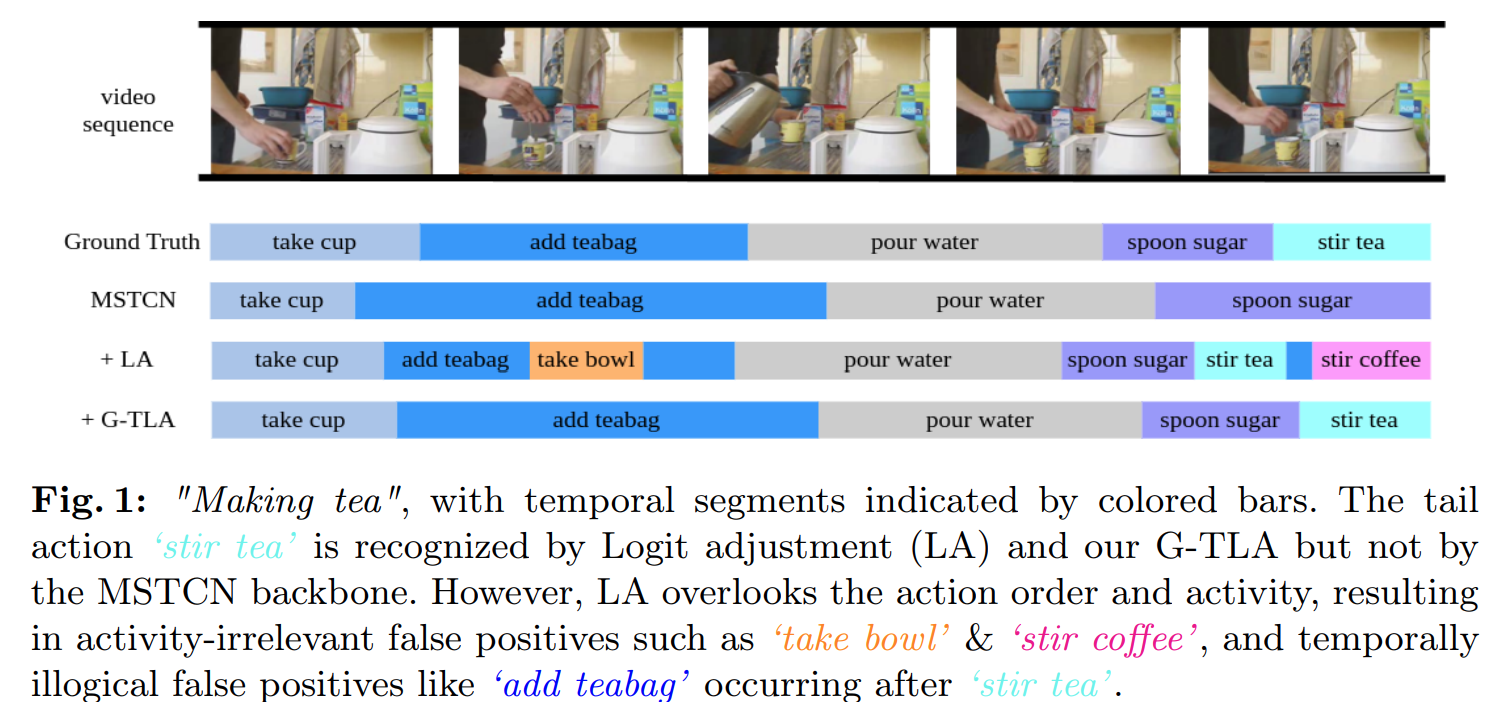 video
sequence
Ground Truth take cup add teabag pour water spoon sugar stir tea
MSTCN take cup add teabag pour water spoon sugar
+ LA take cup add teabag take bowl pour water spoon sugar stir tea stir coffee
+ G-TLA take cup add teabag pour water spoon sugar stir tea
Fig. 1: "Making tea", with temporal segments indicated by colored bars. The tail
action ‘stir tea’ is recognized by Logit adjustment (LA) and our G-TLA but not by
the MSTCN backbone. However, LA overlooks the action order and activity, resulting
in activity-irrelevant false positives such as ‘take bowl’ & ‘stir coffee’, and temporally
illogical false positives like ‘add teabag’ occurring after ‘stir tea’.